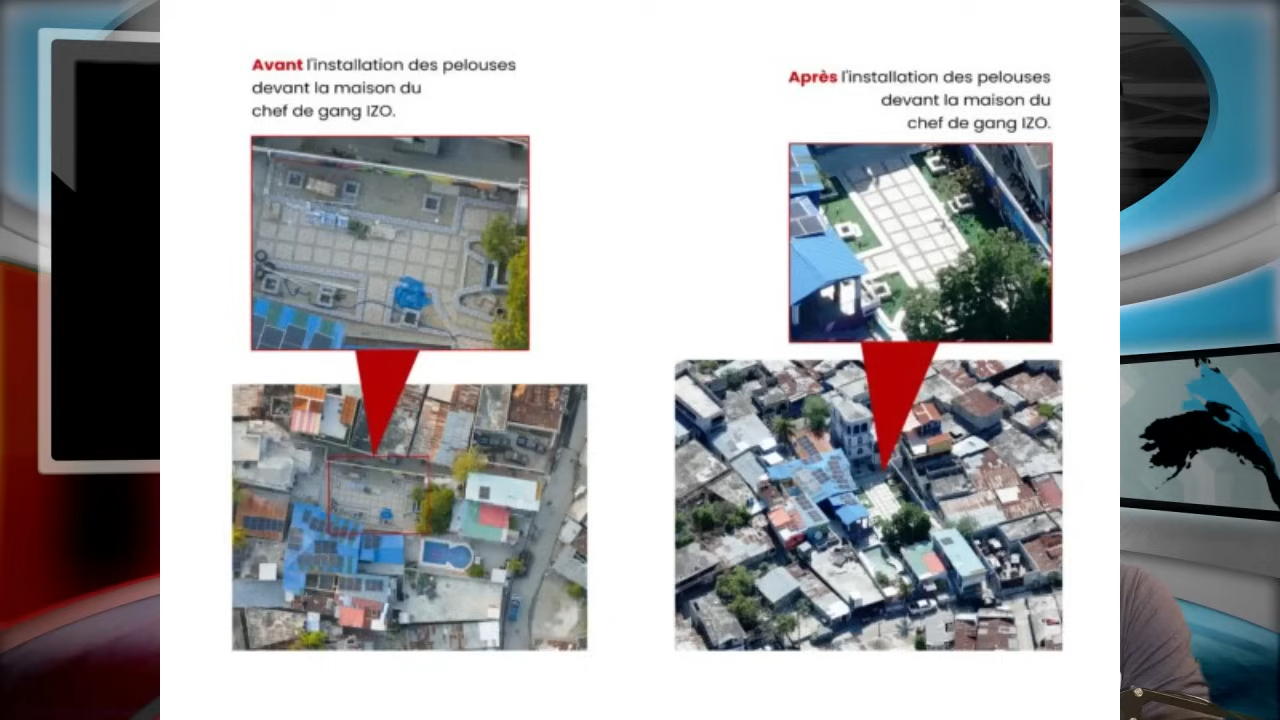 Avant l'installation des pelouses
devant la maison du
chef de gang IZO.
Après l'installation des pelouses
devant la maison du
chef de gang IZO.